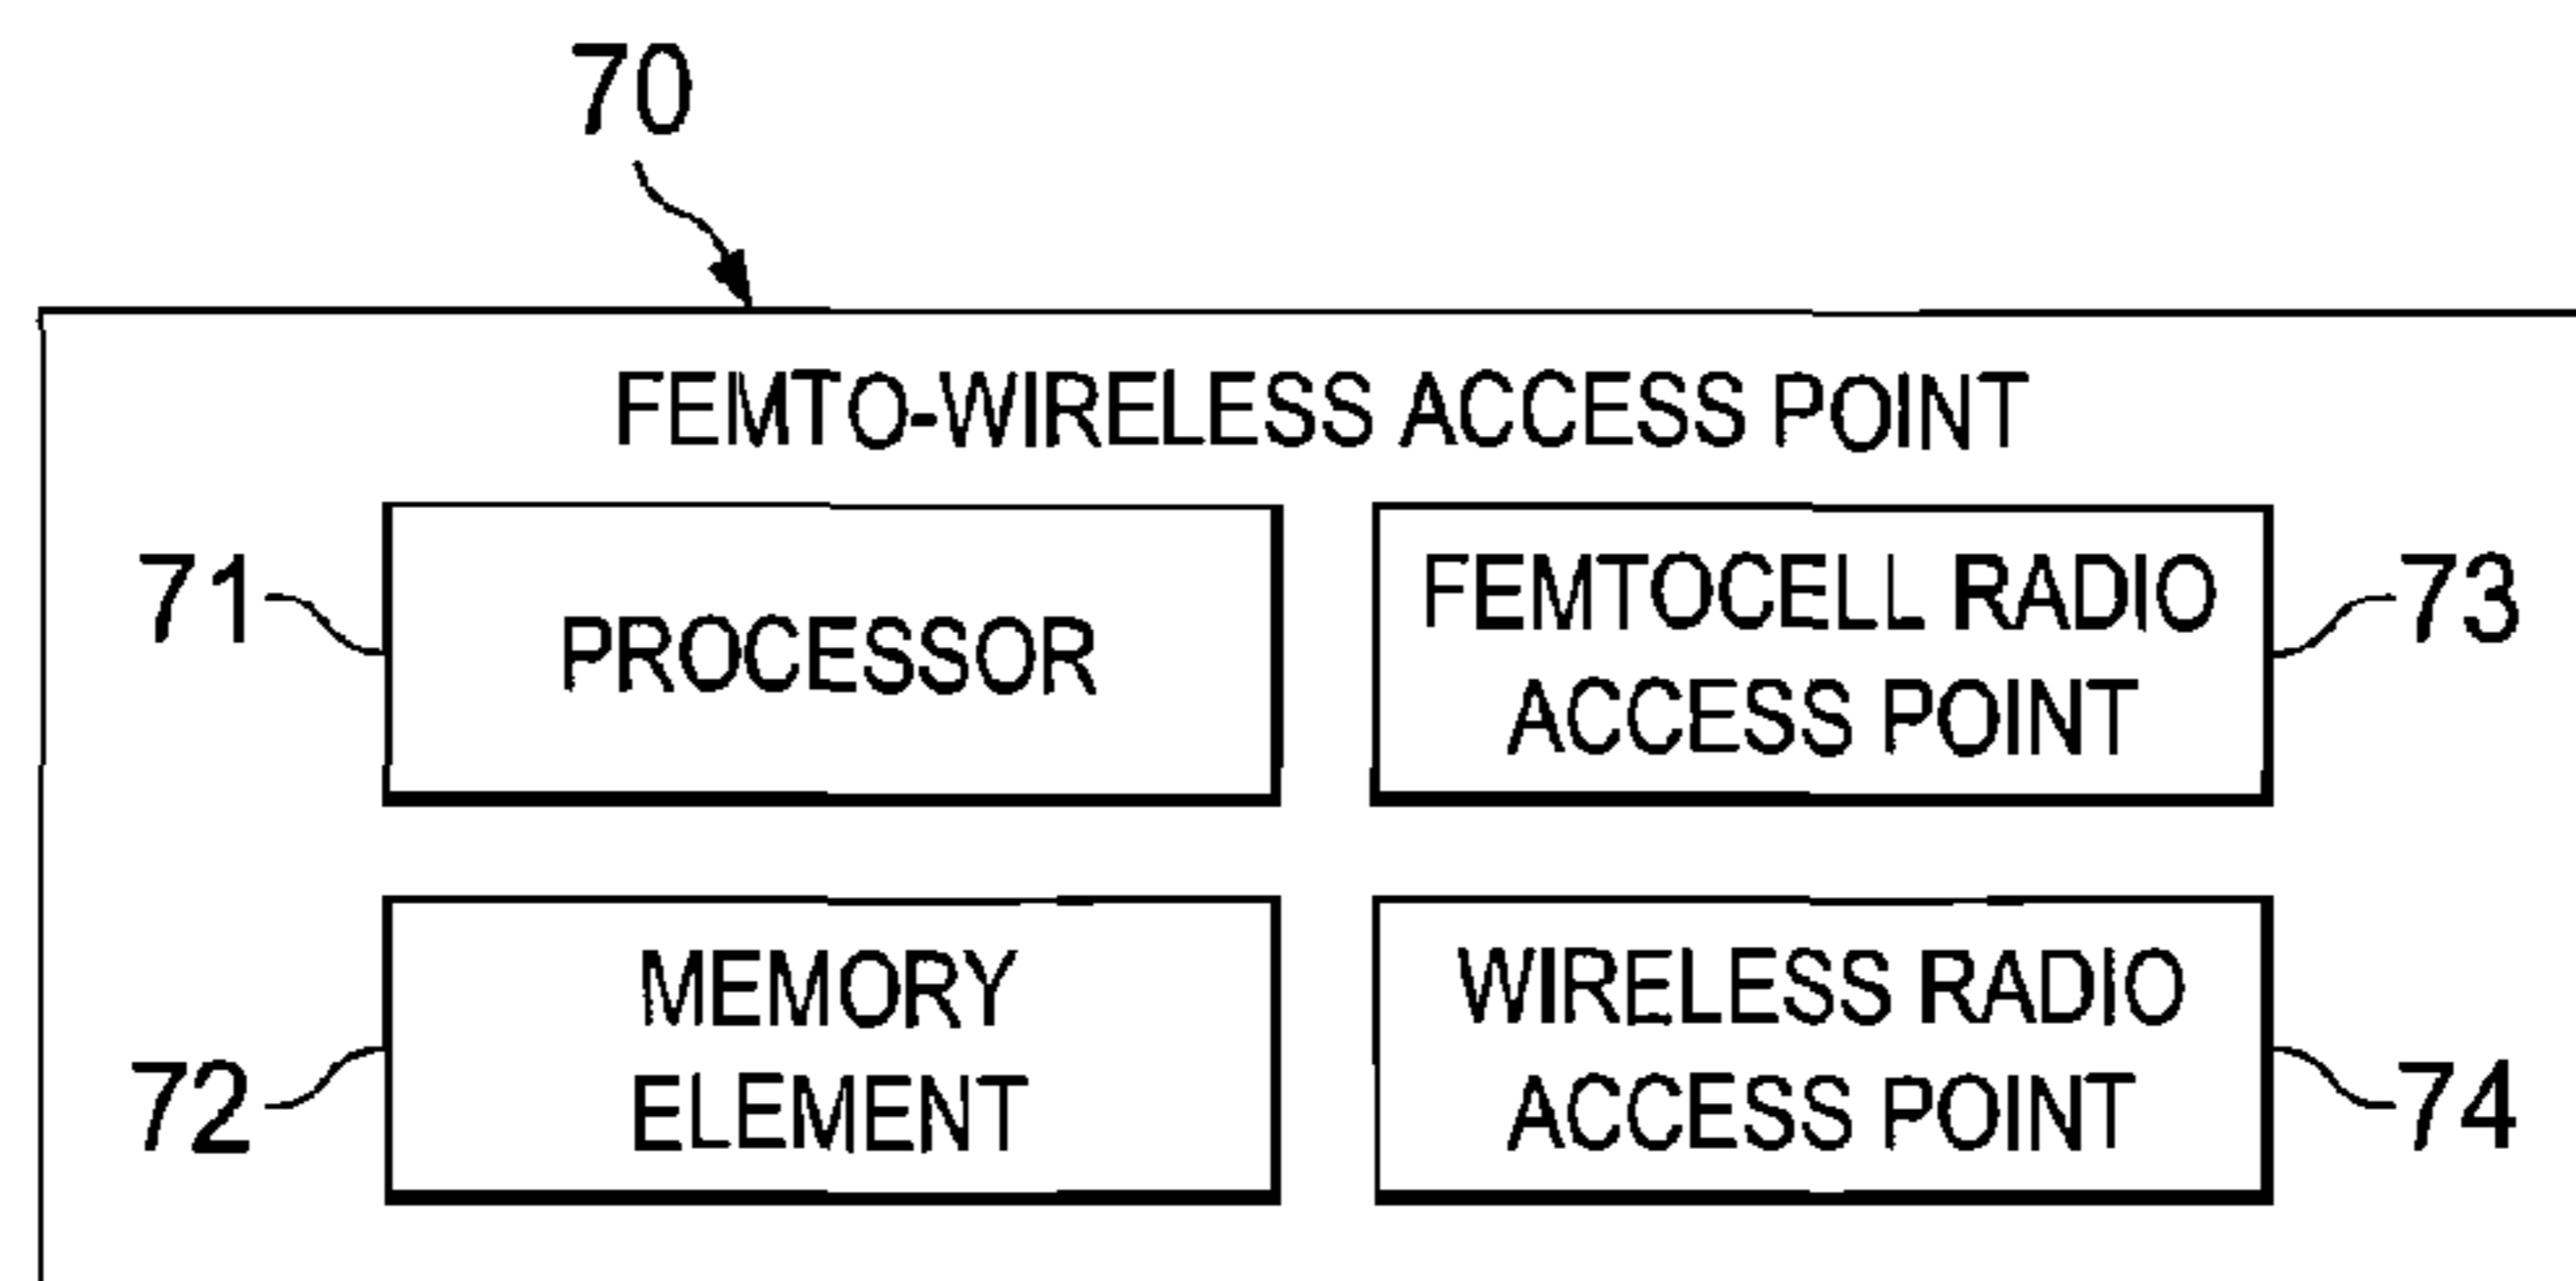 70
FEMTO-WIRELESS ACCESS POINT
71
PROCESSOR
FEMTOCELL RADIO
ACCESS POINT
73
72
MEMORY
ELEMENT
WIRELESS RADIO
ACCESS POINT
74